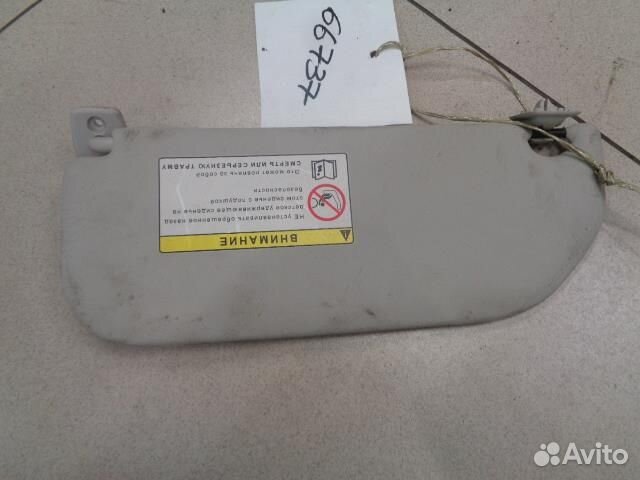 66737
ВНИМАНИЕ
НЕ устанавливать обращенное назад
детское удерживающее сиденье на
этом сиденье с подушкой
безопасности
Это может повлечь за собой
СМЕРТЬ ИЛИ СЕРЬЕЗНУЮ ТРАВМУ
Avito